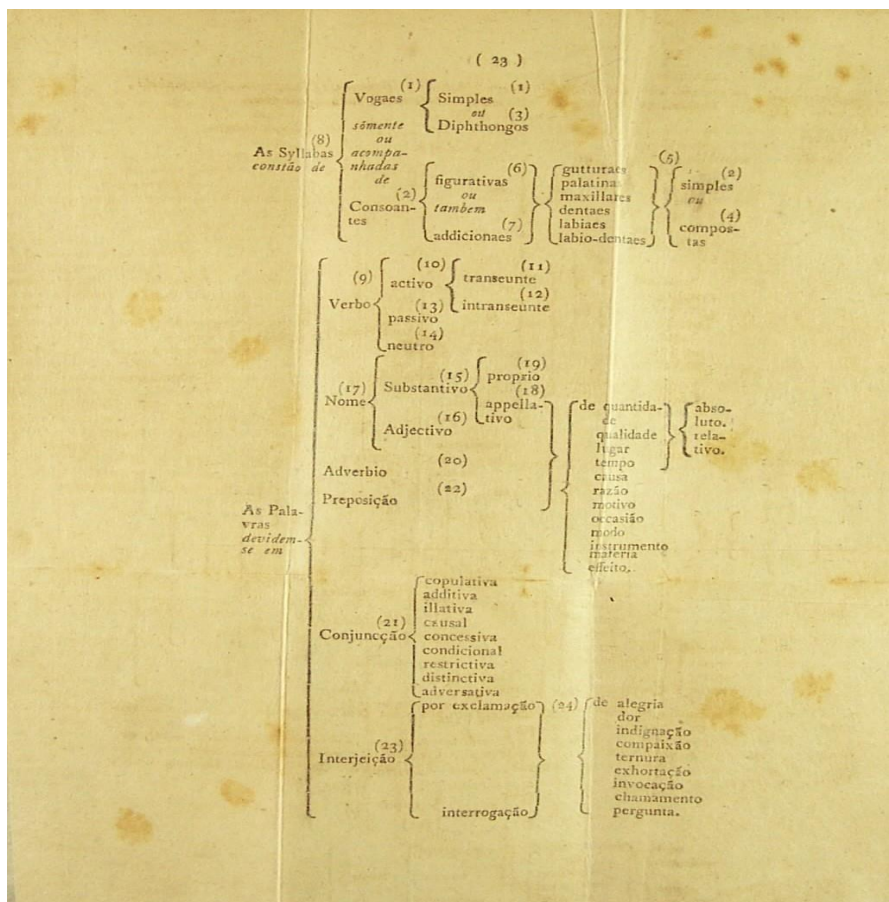 ( 23 )
(1) (1)
Vogaes Simples
ou (3)
sómente Diphthongos
(8) ou
As Syllabas acompa-
constão de nhadas
de
(6) (5)
figurativas gutturaes (2)
(2) ou palatinas simples
Consoan- tambem maxillares ou
tes (7) dentaes (4)
addicionaes labiaes compos-
labio-dentaes tas
(10) (11)
(9) activo transeunte
(12)
Verbo (13) intranseunte
passivo
(14)
neutro
(19)
(15) proprio
(17) Substantivo (18)
Nome appella- de quantida- abso-
(16) tivo de luto.
Adjectivo qualidade rela-
lugar tivo.
(20) tempo
Adverbio causa
(22) razão
Preposição motivo
As Pala- occasião
vras modo
devidem- instrumento
se em materia
effeito.
copulativa
additiva
illativa
(21) causal
Conjuncção concessiva
condicional
restrictiva
distinctiva
adversativa
por exclamação (24) de alegria
dor
indignação
(23) compaixão
Interjeição ternura
exhortação
invocação
chamamento
interrogação pergunta.